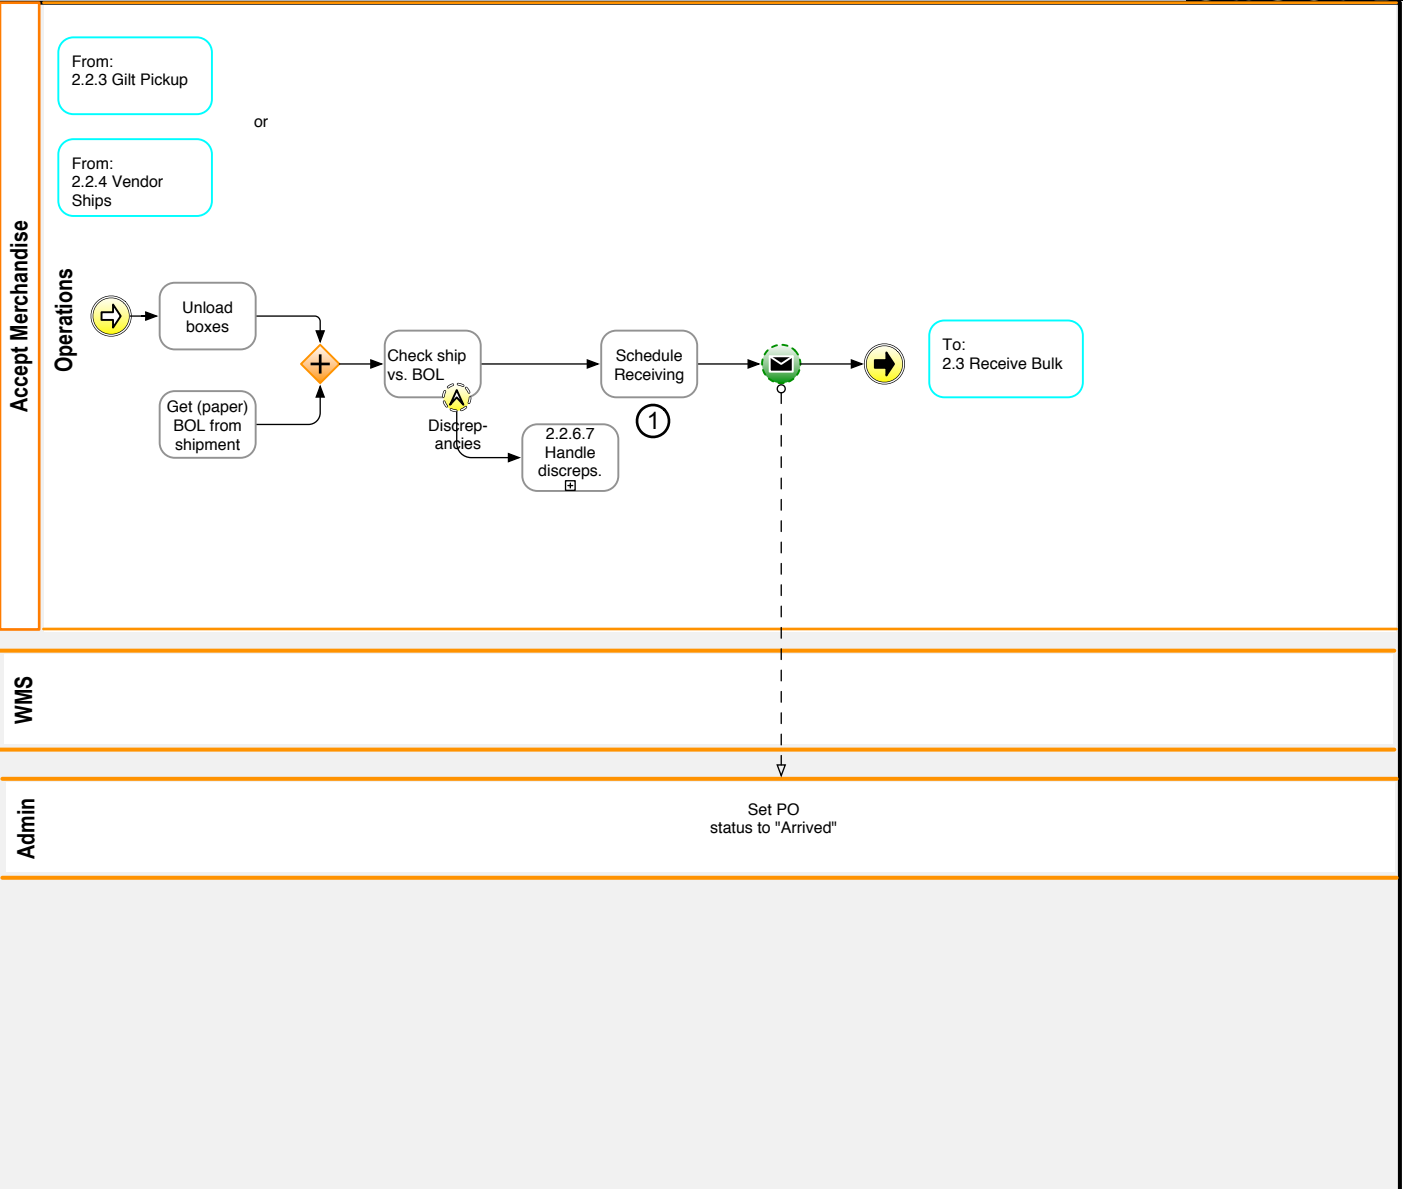 From:
2.2.3 Gilt Pickup
or
From:
2.2.4 Vendor
Ships
Accept Merchandise
Operations
Unload
boxes
Get (paper)
BOL from
shipment
Check ship
vs. BOL
Discrep-
ancies
2.2.6.7
Handle
discreps.
Schedule
Receiving
1
To:
2.3 Receive Bulk
WMS
Admin
Set PO
status to "Arrived"